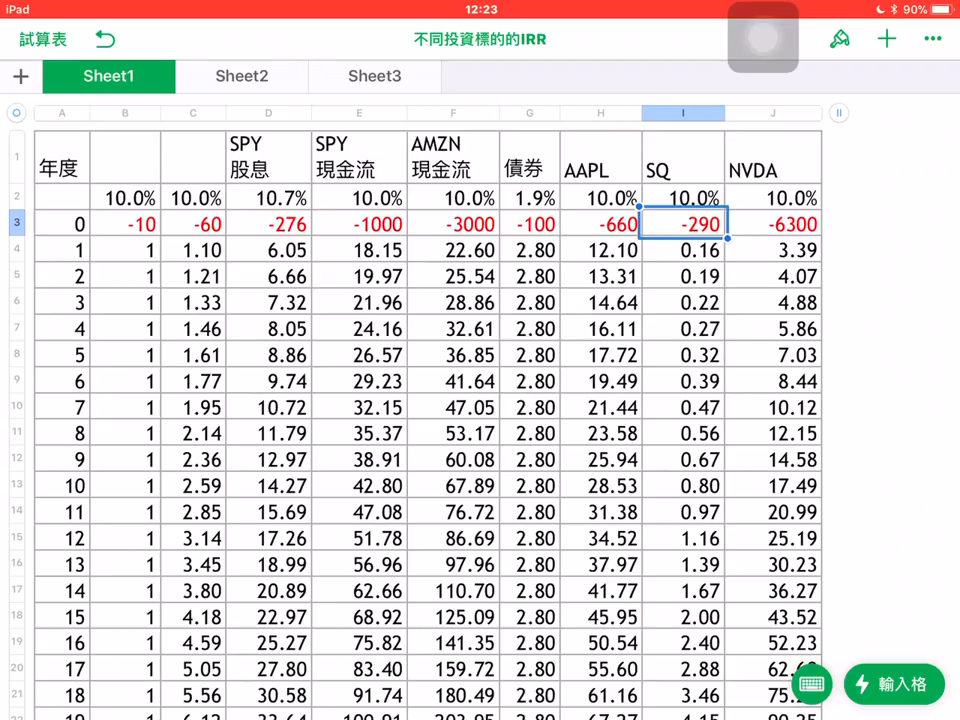 iPad 12:23 90%
試算表 不同投資標的的IRR
Sheet1 Sheet2 Sheet3
A B C D E F G H I J
1 年度 SPY 股息 SPY 現金流 AMZN 現金流 債券 AAPL SQ NVDA
2 10.0% 10.0% 10.7% 10.0% 10.0% 1.9% 10.0% 10.0% 10.0%
3 0 -10 -60 -276 -1000 -3000 -100 -660 -290 -6300
4 1 1 1.10 6.05 18.15 22.60 2.80 12.10 0.16 3.39
5 2 1 1.21 6.66 19.97 25.54 2.80 13.31 0.19 4.07
6 3 1 1.33 7.32 21.96 28.86 2.80 14.64 0.22 4.88
7 4 1 1.46 8.05 24.16 32.61 2.80 16.11 0.27 5.86
8 5 1 1.61 8.86 26.57 36.85 2.80 17.72 0.32 7.03
9 6 1 1.77 9.74 29.23 41.64 2.80 19.49 0.39 8.44
10 7 1 1.95 10.72 32.15 47.05 2.80 21.44 0.47 10.12
11 8 1 2.14 11.79 35.37 53.17 2.80 23.58 0.56 12.15
12 9 1 2.36 12.97 38.91 60.08 2.80 25.94 0.67 14.58
13 10 1 2.59 14.27 42.80 67.89 2.80 28.53 0.80 17.49
14 11 1 2.85 15.69 47.08 76.72 2.80 31.38 0.97 20.99
15 12 1 3.14 17.26 51.78 86.69 2.80 34.52 1.16 25.19
16 13 1 3.45 18.99 56.96 97.96 2.80 37.97 1.39 30.23
17 14 1 3.80 20.89 62.66 110.70 2.80 41.77 1.67 36.27
18 15 1 4.18 22.97 68.92 125.09 2.80 45.95 2.00 43.52
19 16 1 4.59 25.27 75.82 141.35 2.80 50.54 2.40 52.23
20 17 1 5.05 27.80 83.40 159.72 2.80 55.60 2.88
21 18 1 5.56 30.58 91.74 180.49 2.80 61.16 3.46
輸入格